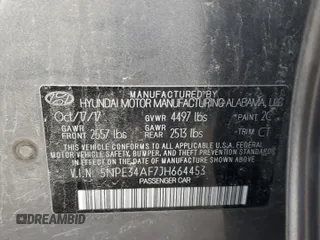 MANUFACTURED BY
HYUNDAI MOTOR MANUFACTURING ALABAMA, LLC
Oct/17/17 GVWR 4497 lbs PAINT 2C
GAWR FRONT 2557 lbs GAWR REAR 2513 lbs TRIM CT
THIS VEHICLE CONFORMS TO ALL APPLICABLE FEDERAL
MOTOR VEHICLE SAFETY, BUMPER, AND THEFT PREVENTION
STANDARDS IN EFFECT ON THE DATE OF MANUFACTURE SHOWN ABOVE.
V.I.N.: 5NPE34AF7JH664453
PASSENGER CAR
DREAMBID